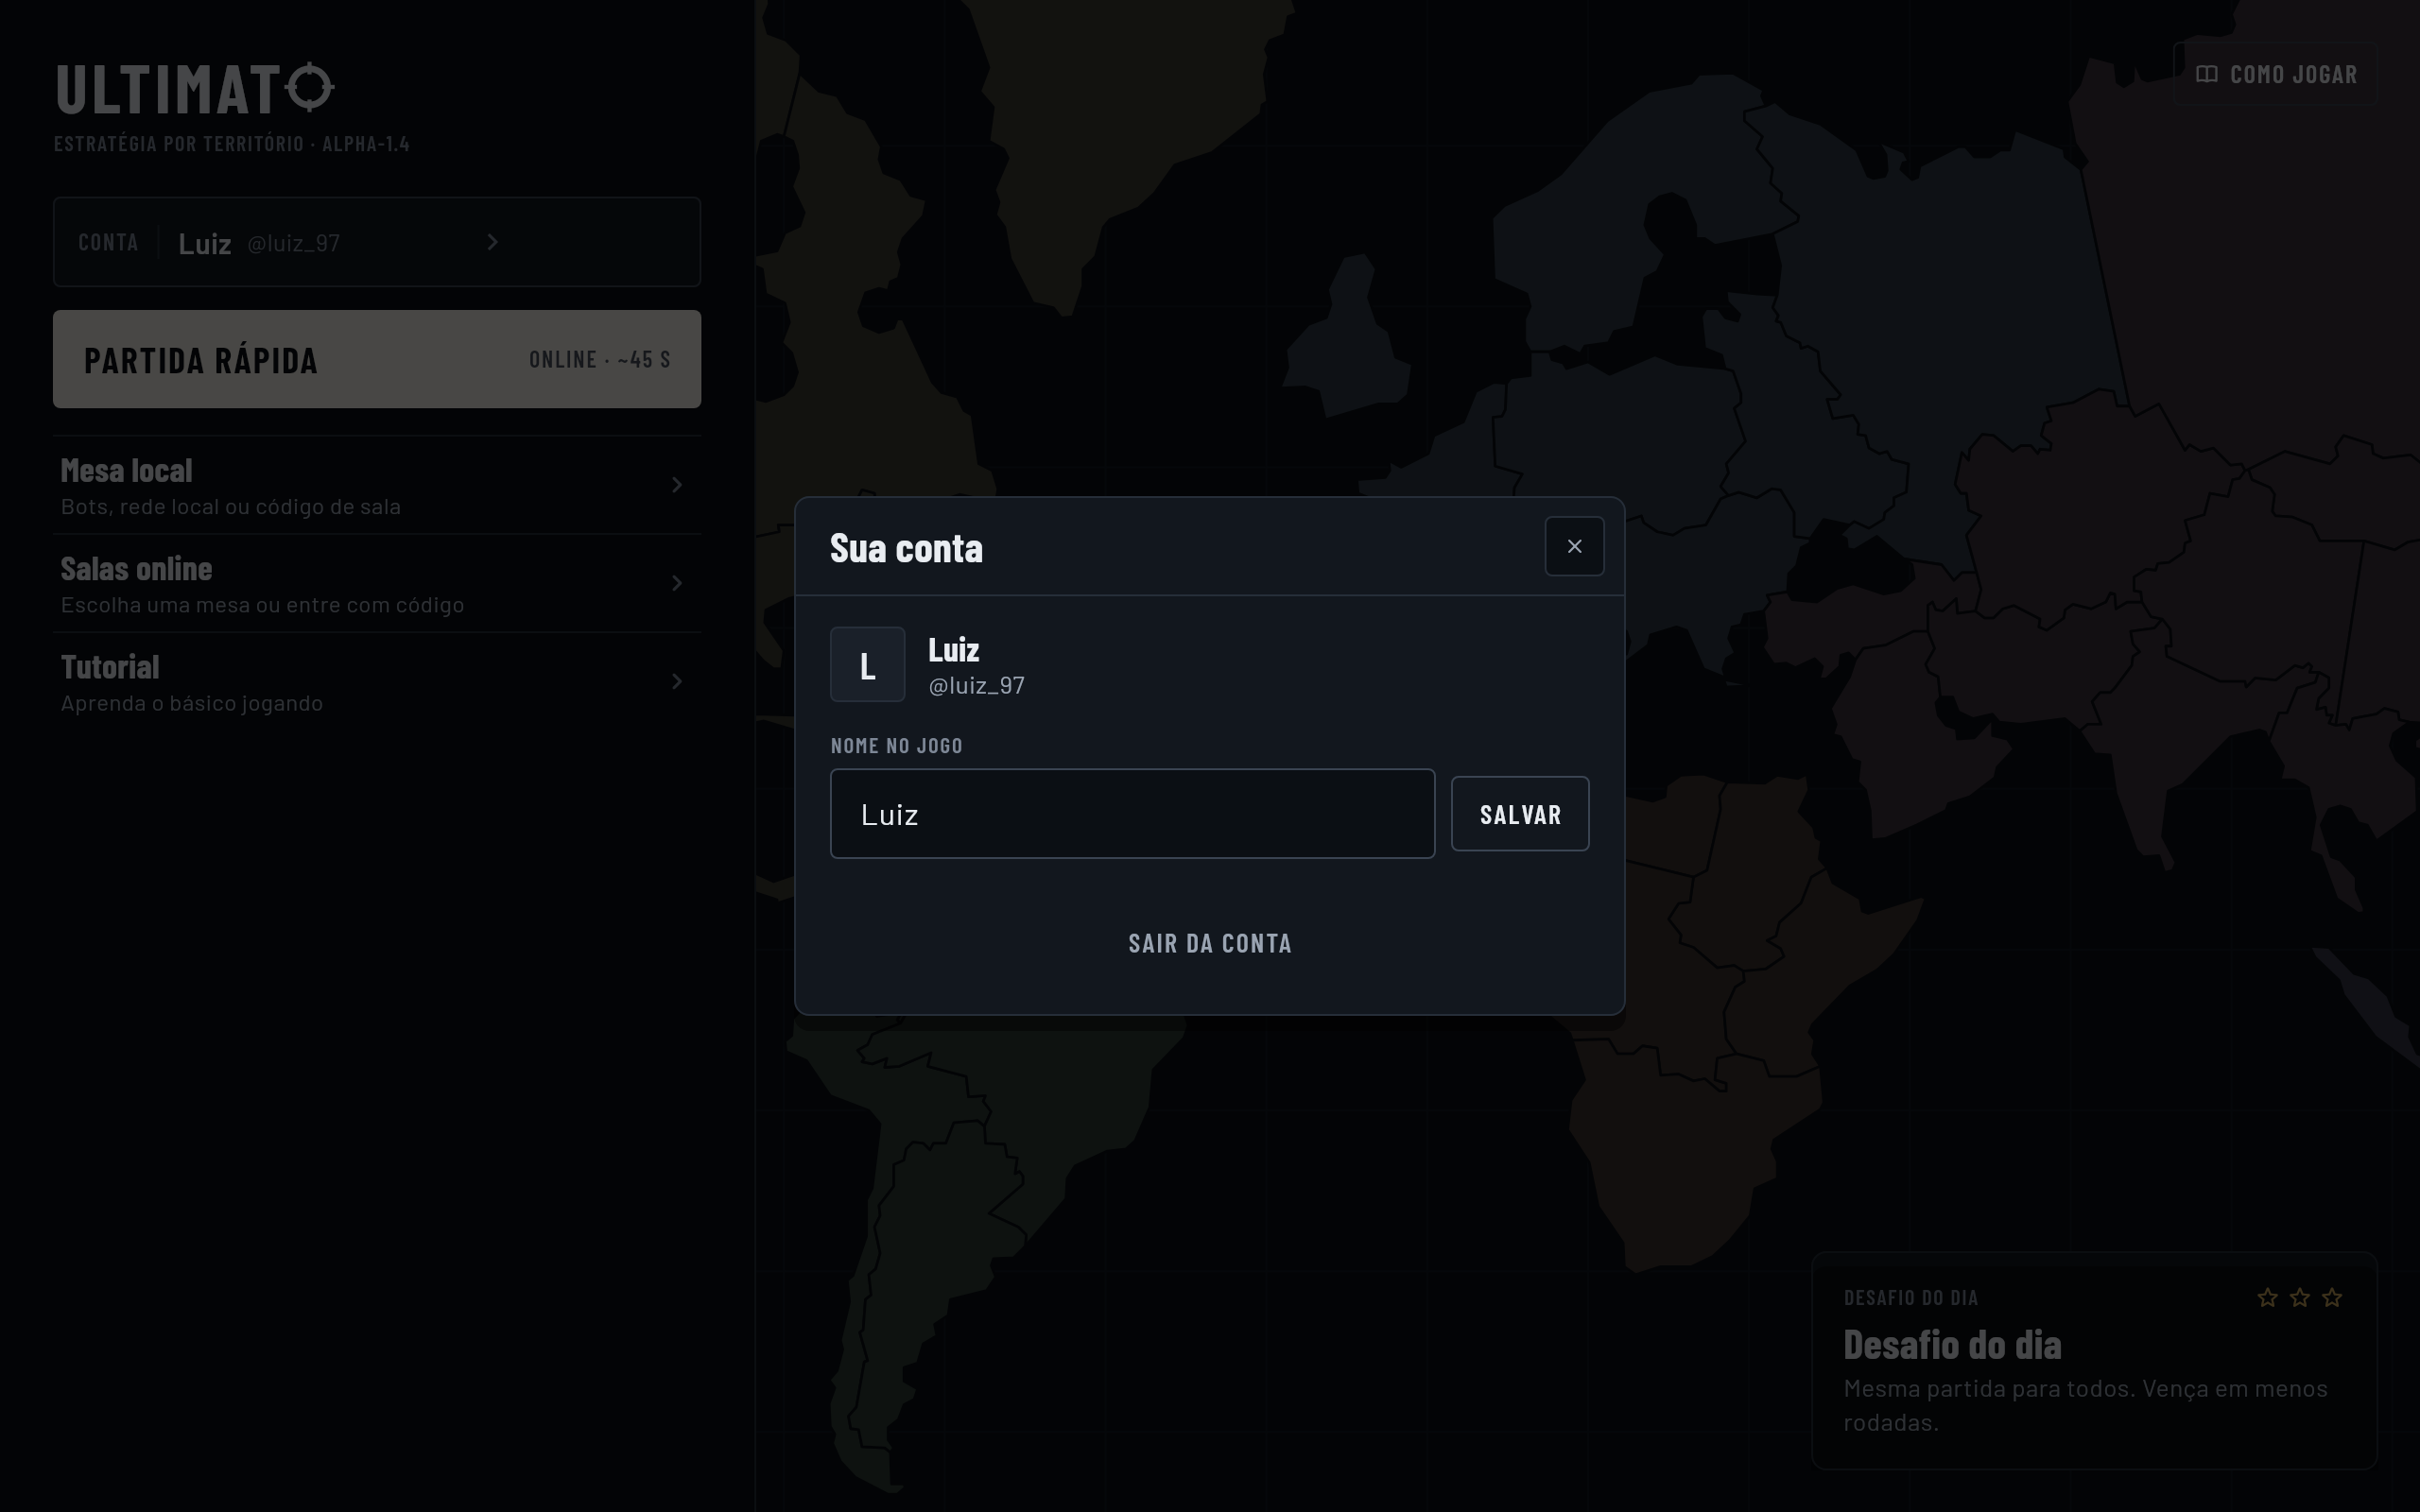 ULTIMATO
ESTRATÉGIA POR TERRITÓRIO · ALPHA-1.4
CONTA Luiz @luiz_97
PARTIDA RÁPIDA ONLINE · ~45 S
Mesa local
Bots, rede local ou código de sala
Salas online
Escolha uma mesa ou entre com código
Tutorial
Aprenda o básico jogando
COMO JOGAR
Sua conta
L
Luiz
@luiz_97
NOME NO JOGO
Luiz
SALVAR
SAIR DA CONTA
DESAFIO DO DIA
Desafio do dia
Mesma partida para todos. Vença em menos
rodadas.